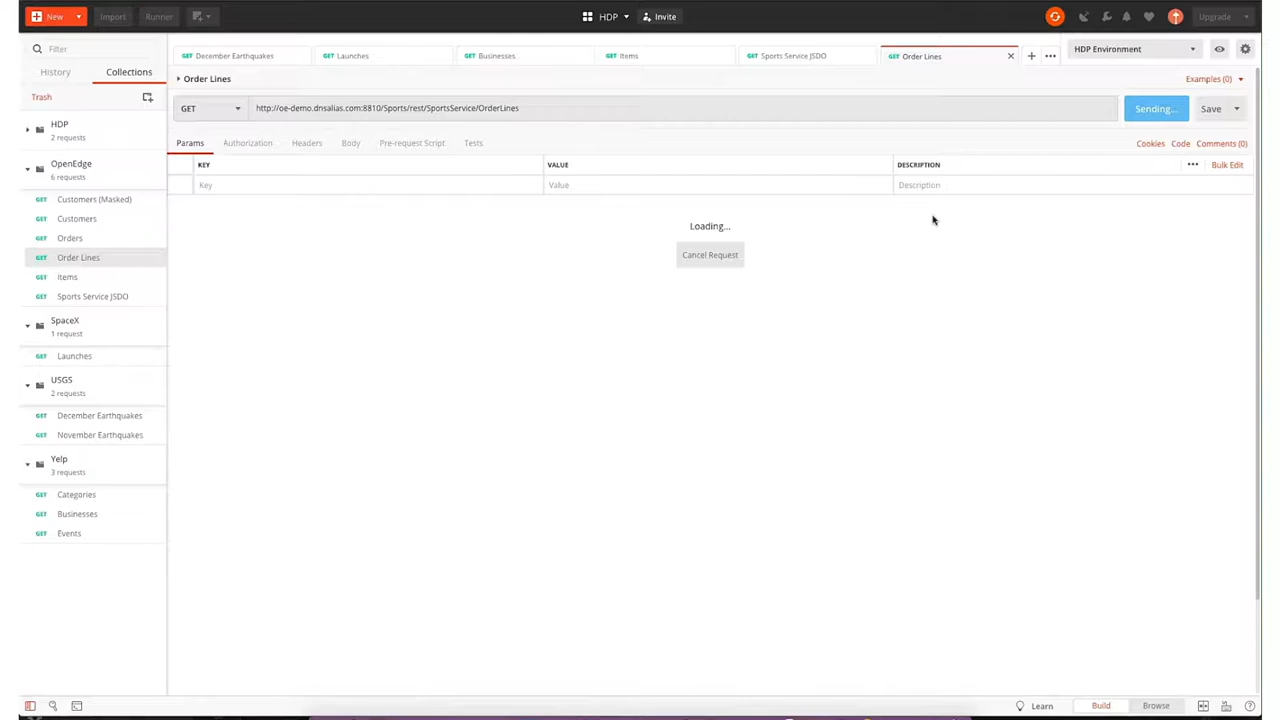 New
Import
Runner
HDP
Invite
Upgrade
Filter
History
Collections
Trash
HDP
2 requests
OpenEdge
6 requests
GET Customers (Masked)
GET Customers
GET Orders
GET Order Lines
GET Items
GET Sports Service JSDO
SpaceX
1 request
GET Launches
USGS
2 requests
GET December Earthquakes
GET November Earthquakes
Yelp
3 requests
GET Categories
GET Businesses
GET Events
GET December Earthquakes
GET Launches
GET Businesses
GET Items
GET Sports Service JSDO
GET Order Lines
HDP Environment
Order Lines
Examples (0)
GET
http://oe-demo.dnsalias.com:8810/Sports/rest/SportsService/OrderLines
Sending...
Save
Params
Authorization
Headers
Body
Pre-request Script
Tests
Cookies
Code
Comments (0)
KEY
VALUE
DESCRIPTION
Bulk Edit
Key
Value
Description
Loading...
Cancel Request
Learn
Build
Browse